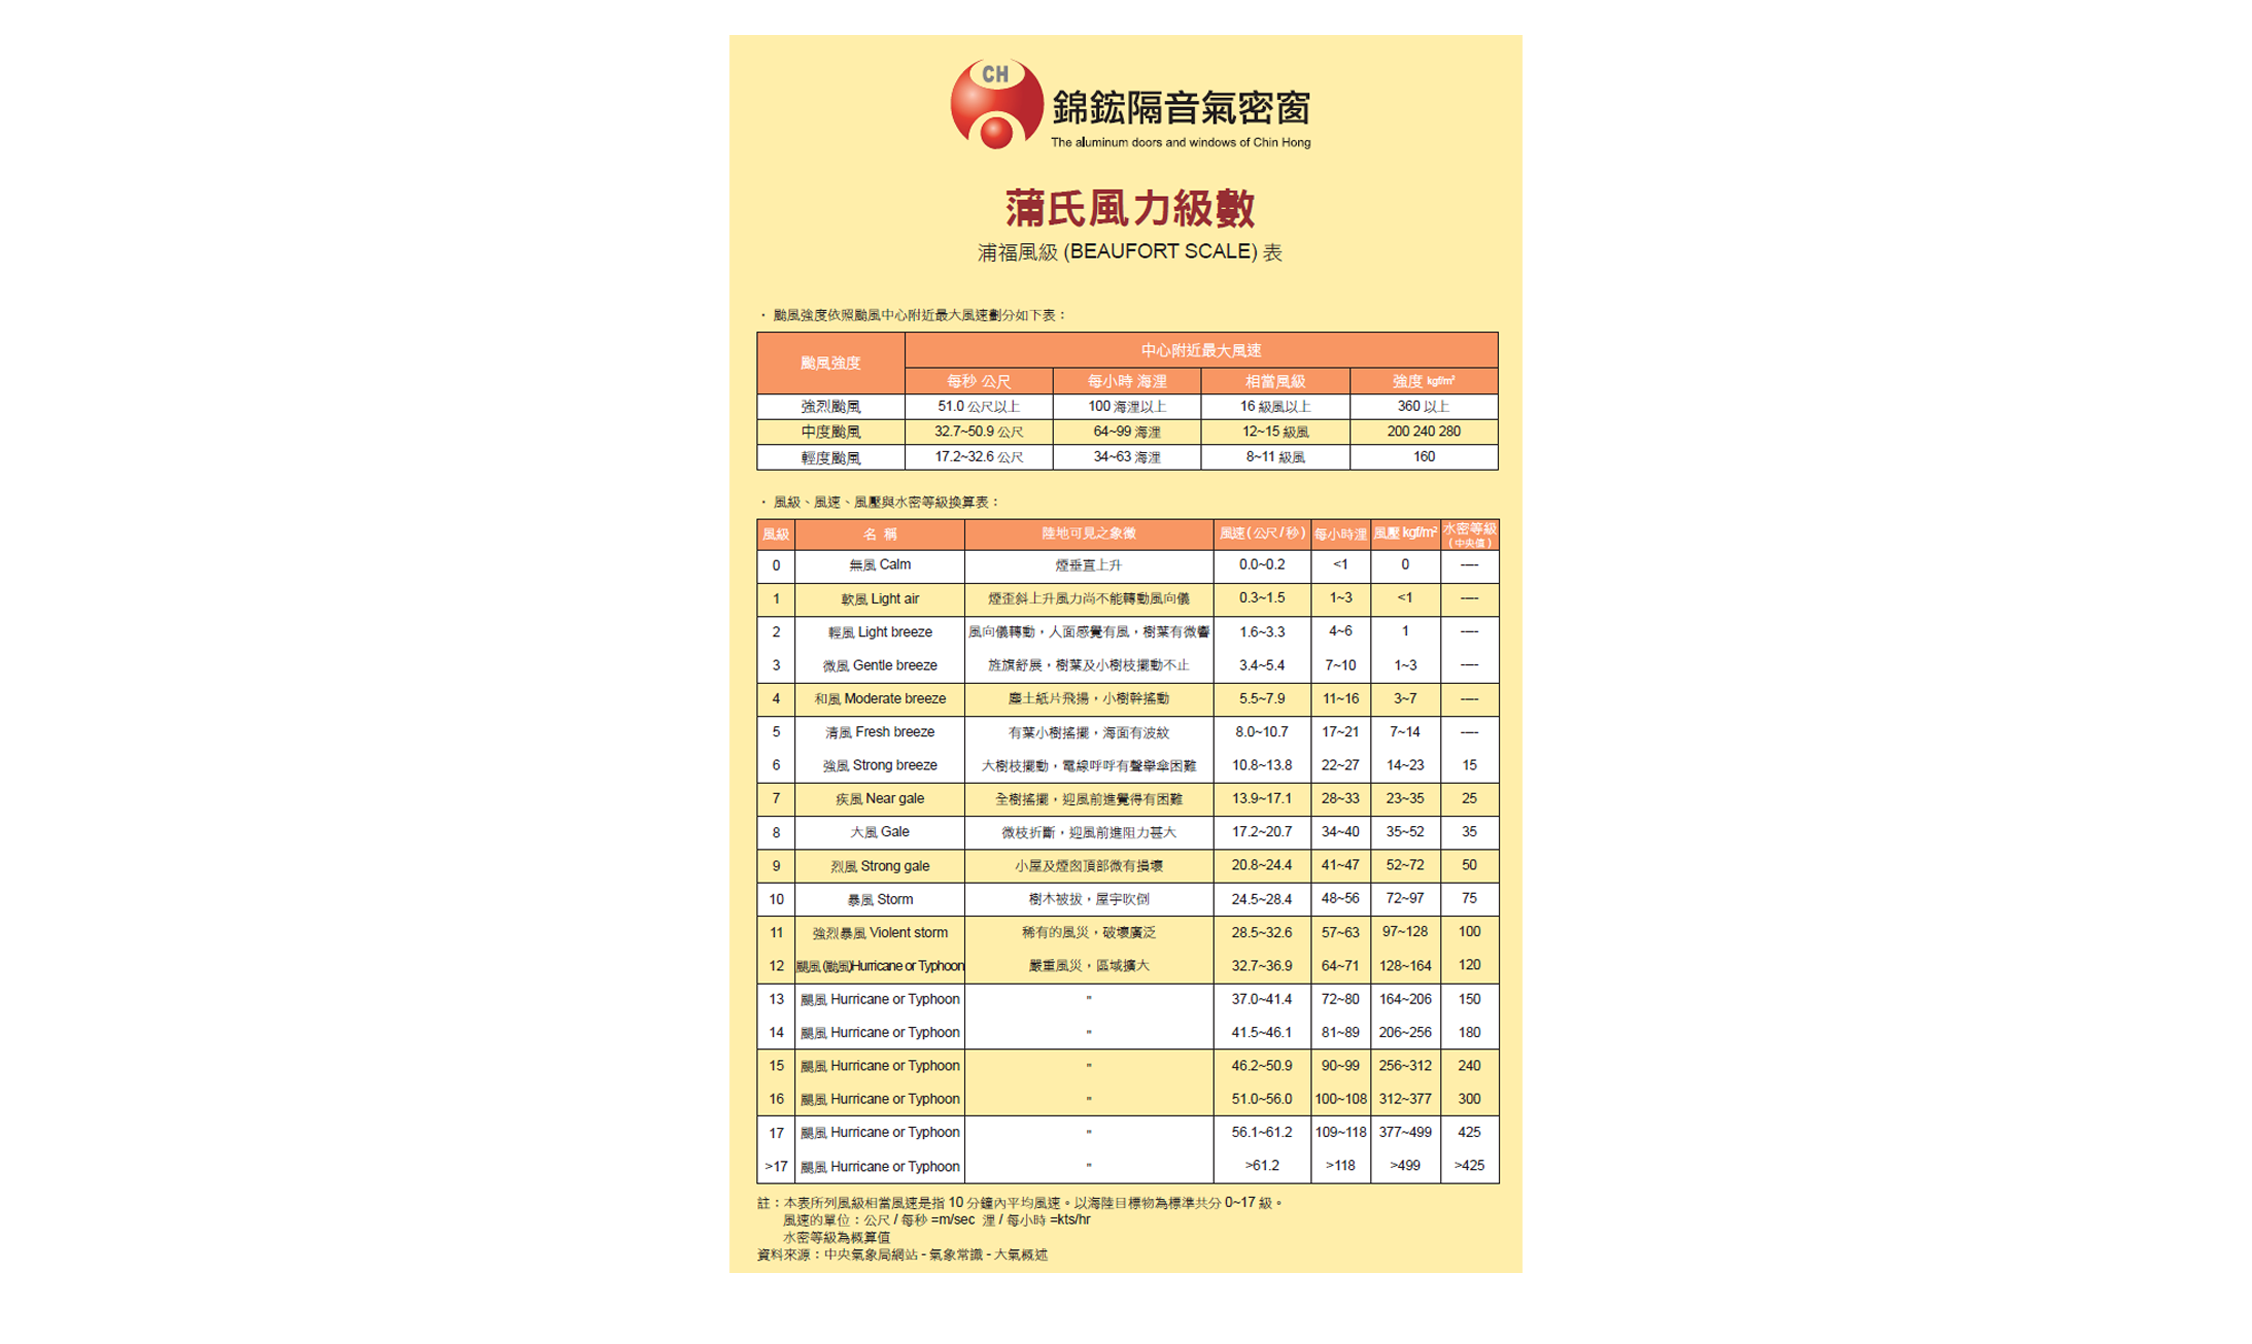 CH
錦鋐隔音氣密窗
The aluminum doors and windows of Chin Hong
蒲氏風力級數
浦福風級 (BEAUFORT SCALE) 表
· 颱風強度依照颱風中心附近最大風速劃分如下表：
颱風強度 中心附近最大風速
每秒 公尺 每小時 海浬 相當風級 強度 kgf/m²
強烈颱風 51.0 公尺以上 100 海浬以上 16 級風以上 360 以上
中度颱風 32.7~50.9 公尺 64~99 海浬 12~15 級風 200 240 280
輕度颱風 17.2~32.6 公尺 34~63 海浬 8~11 級風 160
· 風級、風速、風壓與水密等級換算表：
風級 名 稱 陸地可見之象徵 風速 ( 公尺 / 秒 ) 每小時浬 風壓 kgf/m² 水密等級
( 中央值 )
0 無風 Calm 煙垂直上升 0.0~0.2 <1 0 ----
1 軟風 Light air 煙歪斜上升風力尚不能轉動風向儀 0.3~1.5 1~3 <1 ----
2 輕風 Light breeze 風向儀轉動，人面感覺有風，樹葉有微響 1.6~3.3 4~6 1 ----
3 微風 Gentle breeze 旌旗舒展，樹葉及小樹枝擺動不止 3.4~5.4 7~10 1~3 ----
4 和風 Moderate breeze 塵土紙片飛揚，小樹幹搖動 5.5~7.9 11~16 3~7 ----
5 清風 Fresh breeze 有葉小樹搖擺，海面有波紋 8.0~10.7 17~21 7~14 ----
6 強風 Strong breeze 大樹枝擺動，電線呼呼有聲舉傘困難 10.8~13.8 22~27 14~23 15
7 疾風 Near gale 全樹搖擺，迎風前進覺得有困難 13.9~17.1 28~33 23~35 25
8 大風 Gale 微枝折斷，迎風前進阻力甚大 17.2~20.7 34~40 35~52 35
9 烈風 Strong gale 小屋及煙囪頂部微有損壞 20.8~24.4 41~47 52~72 50
10 暴風 Storm 樹木被拔，屋宇吹倒 24.5~28.4 48~56 72~97 75
11 強烈暴風 Violent storm 稀有的風災，破壞廣泛 28.5~32.6 57~63 97~128 100
12 颶風 (颱風)Hurricane or Typhoon 嚴重風災，區域擴大 32.7~36.9 64~71 128~164 120
13 颶風 Hurricane or Typhoon " 37.0~41.4 72~80 164~206 150
14 颶風 Hurricane or Typhoon " 41.5~46.1 81~89 206~256 180
15 颶風 Hurricane or Typhoon " 46.2~50.9 90~99 256~312 240
16 颶風 Hurricane or Typhoon " 51.0~56.0 100~108 312~377 300
17 颶風 Hurricane or Typhoon " 56.1~61.2 109~118 377~499 425
>17 颶風 Hurricane or Typhoon " >61.2 >118 >499 >425
註：本表所列風級相當風速是指 10 分鐘內平均風速。以海陸目標物為標準共分 0~17 級。
風速的單位：公尺 / 每秒 =m/sec 浬 / 每小時 =kts/hr
水密等級為概算值
資料來源：中央氣象局網站 - 氣象常識 - 大氣概述